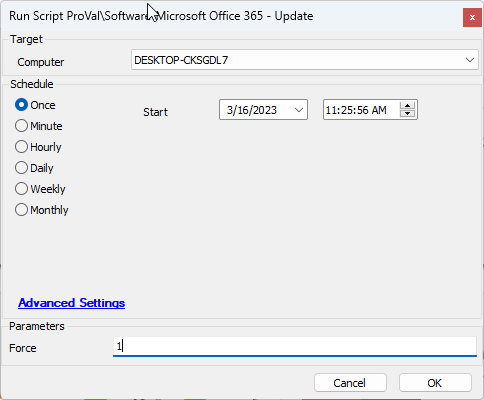 Run Script ProVal\Software\Microsoft Office 365 - Update
x
Target
Computer DESKTOP-CKSGDL7
Schedule
Once
Start 3/16/2023 11:25:56 AM
Minute
Hourly
Daily
Weekly
Monthly
Advanced Settings
Parameters
Force 1
Cancel OK